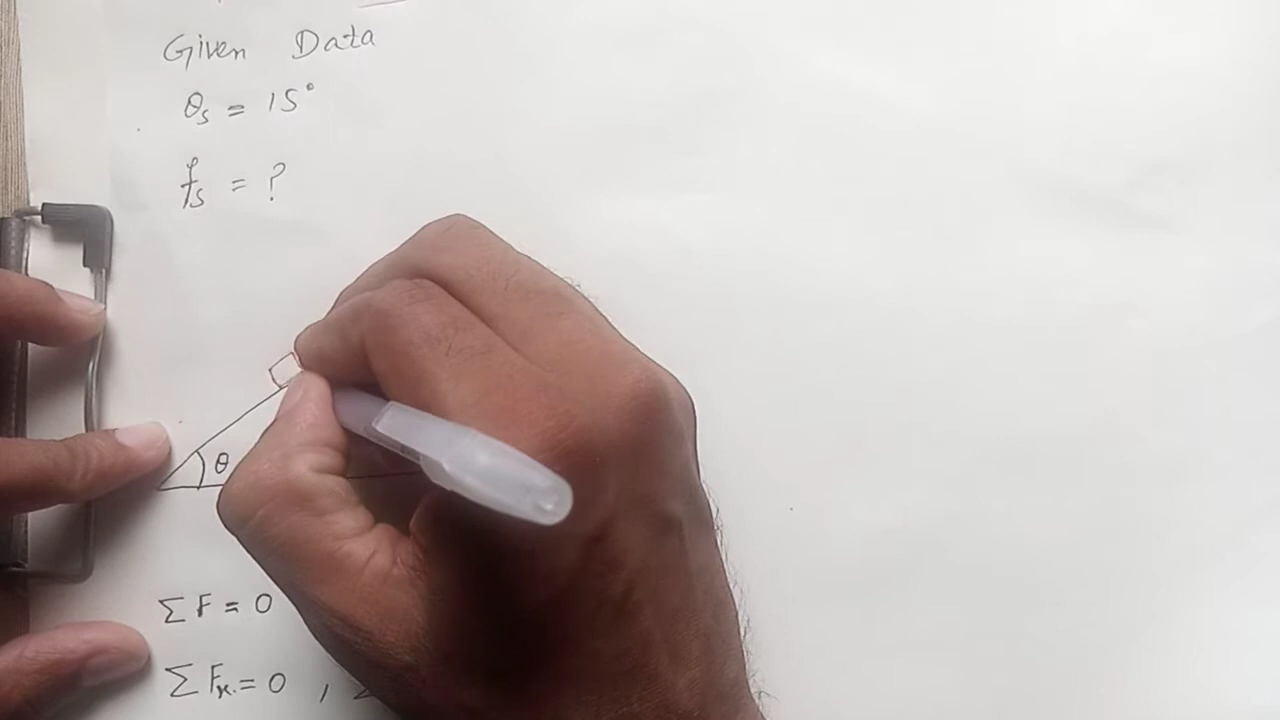 Given Data
θₛ = 15°
fₛ = ?
θ
ΣF = 0
ΣFₓ. = 0 ,